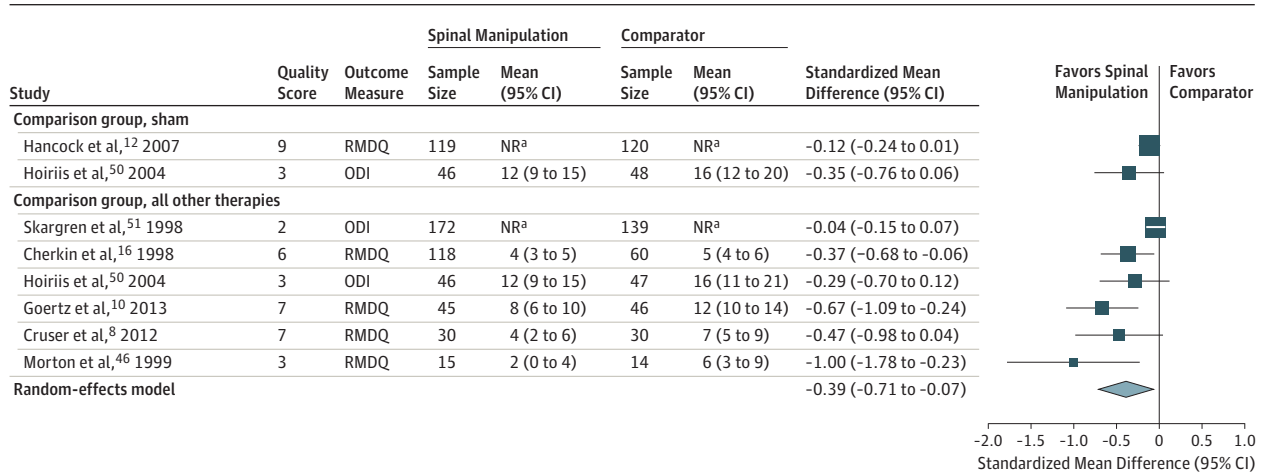 Spinal Manipulation Comparator
Quality Outcome Sample Mean Sample Mean Standardized Mean Favors Spinal Favors
Study Score Measure Size (95% CI) Size (95% CI) Difference (95% CI) Manipulation Comparator
Comparison group, sham
Hancock et al,12 2007 9 RMDQ 119 NRa 120 NRa -0.12 (-0.24 to 0.01)
Hoiriis et al,50 2004 3 ODI 46 12 (9 to 15) 48 16 (12 to 20) -0.35 (-0.76 to 0.06)
Comparison group, all other therapies
Skargren et al,51 1998 2 ODI 172 NRa 139 NRa -0.04 (-0.15 to 0.07)
Cherkin et al,16 1998 6 RMDQ 118 4 (3 to 5) 60 5 (4 to 6) -0.37 (−0.68 to -0.06)
Hoiriis et al,50 2004 3 ODI 46 12 (9 to 15) 47 16 (11 to 21) -0.29 (-0.70 to 0.12)
Goertz et al,10 2013 7 RMDQ 45 8 (6 to 10) 46 12 (10 to 14) -0.67 (-1.09 to -0.24)
Cruser et al,8 2012 7 RMDQ 30 4 (2 to 6) 30 7 (5 to 9) -0.47 (-0.98 to 0.04)
Morton et al,46 1999 3 RMDQ 15 2 (0 to 4) 14 6 (3 to 9) -1.00 (-1.78 to -0.23)
Random-effects model -0.39 (-0.71 to -0.07)
-2.0 -1.5 -1.0 -0.5 0 0.5 1.0
Standardized Mean Difference (95% CI)